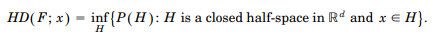 HD(F; x) = inf_H {P(H): H is a closed half-space in ℝ^d and x ∈ H}.